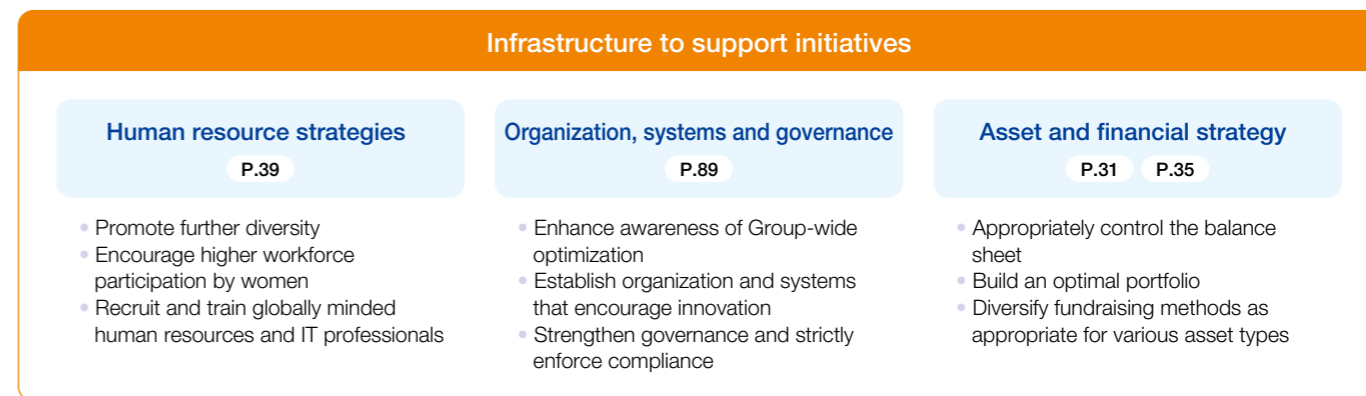 Infrastructure to support initiatives
Human resource strategies
P.39
• Promote further diversity
• Encourage higher workforce
participation by women
• Recruit and train globally minded
human resources and IT professionals
Organization, systems and governance
P.89
• Enhance awareness of Group-wide
optimization
• Establish organization and systems
that encourage innovation
• Strengthen governance and strictly
enforce compliance
Asset and financial strategy
P.31 P.35
• Appropriately control the balance
sheet
• Build an optimal portfolio
• Diversify fundraising methods as
appropriate for various asset types